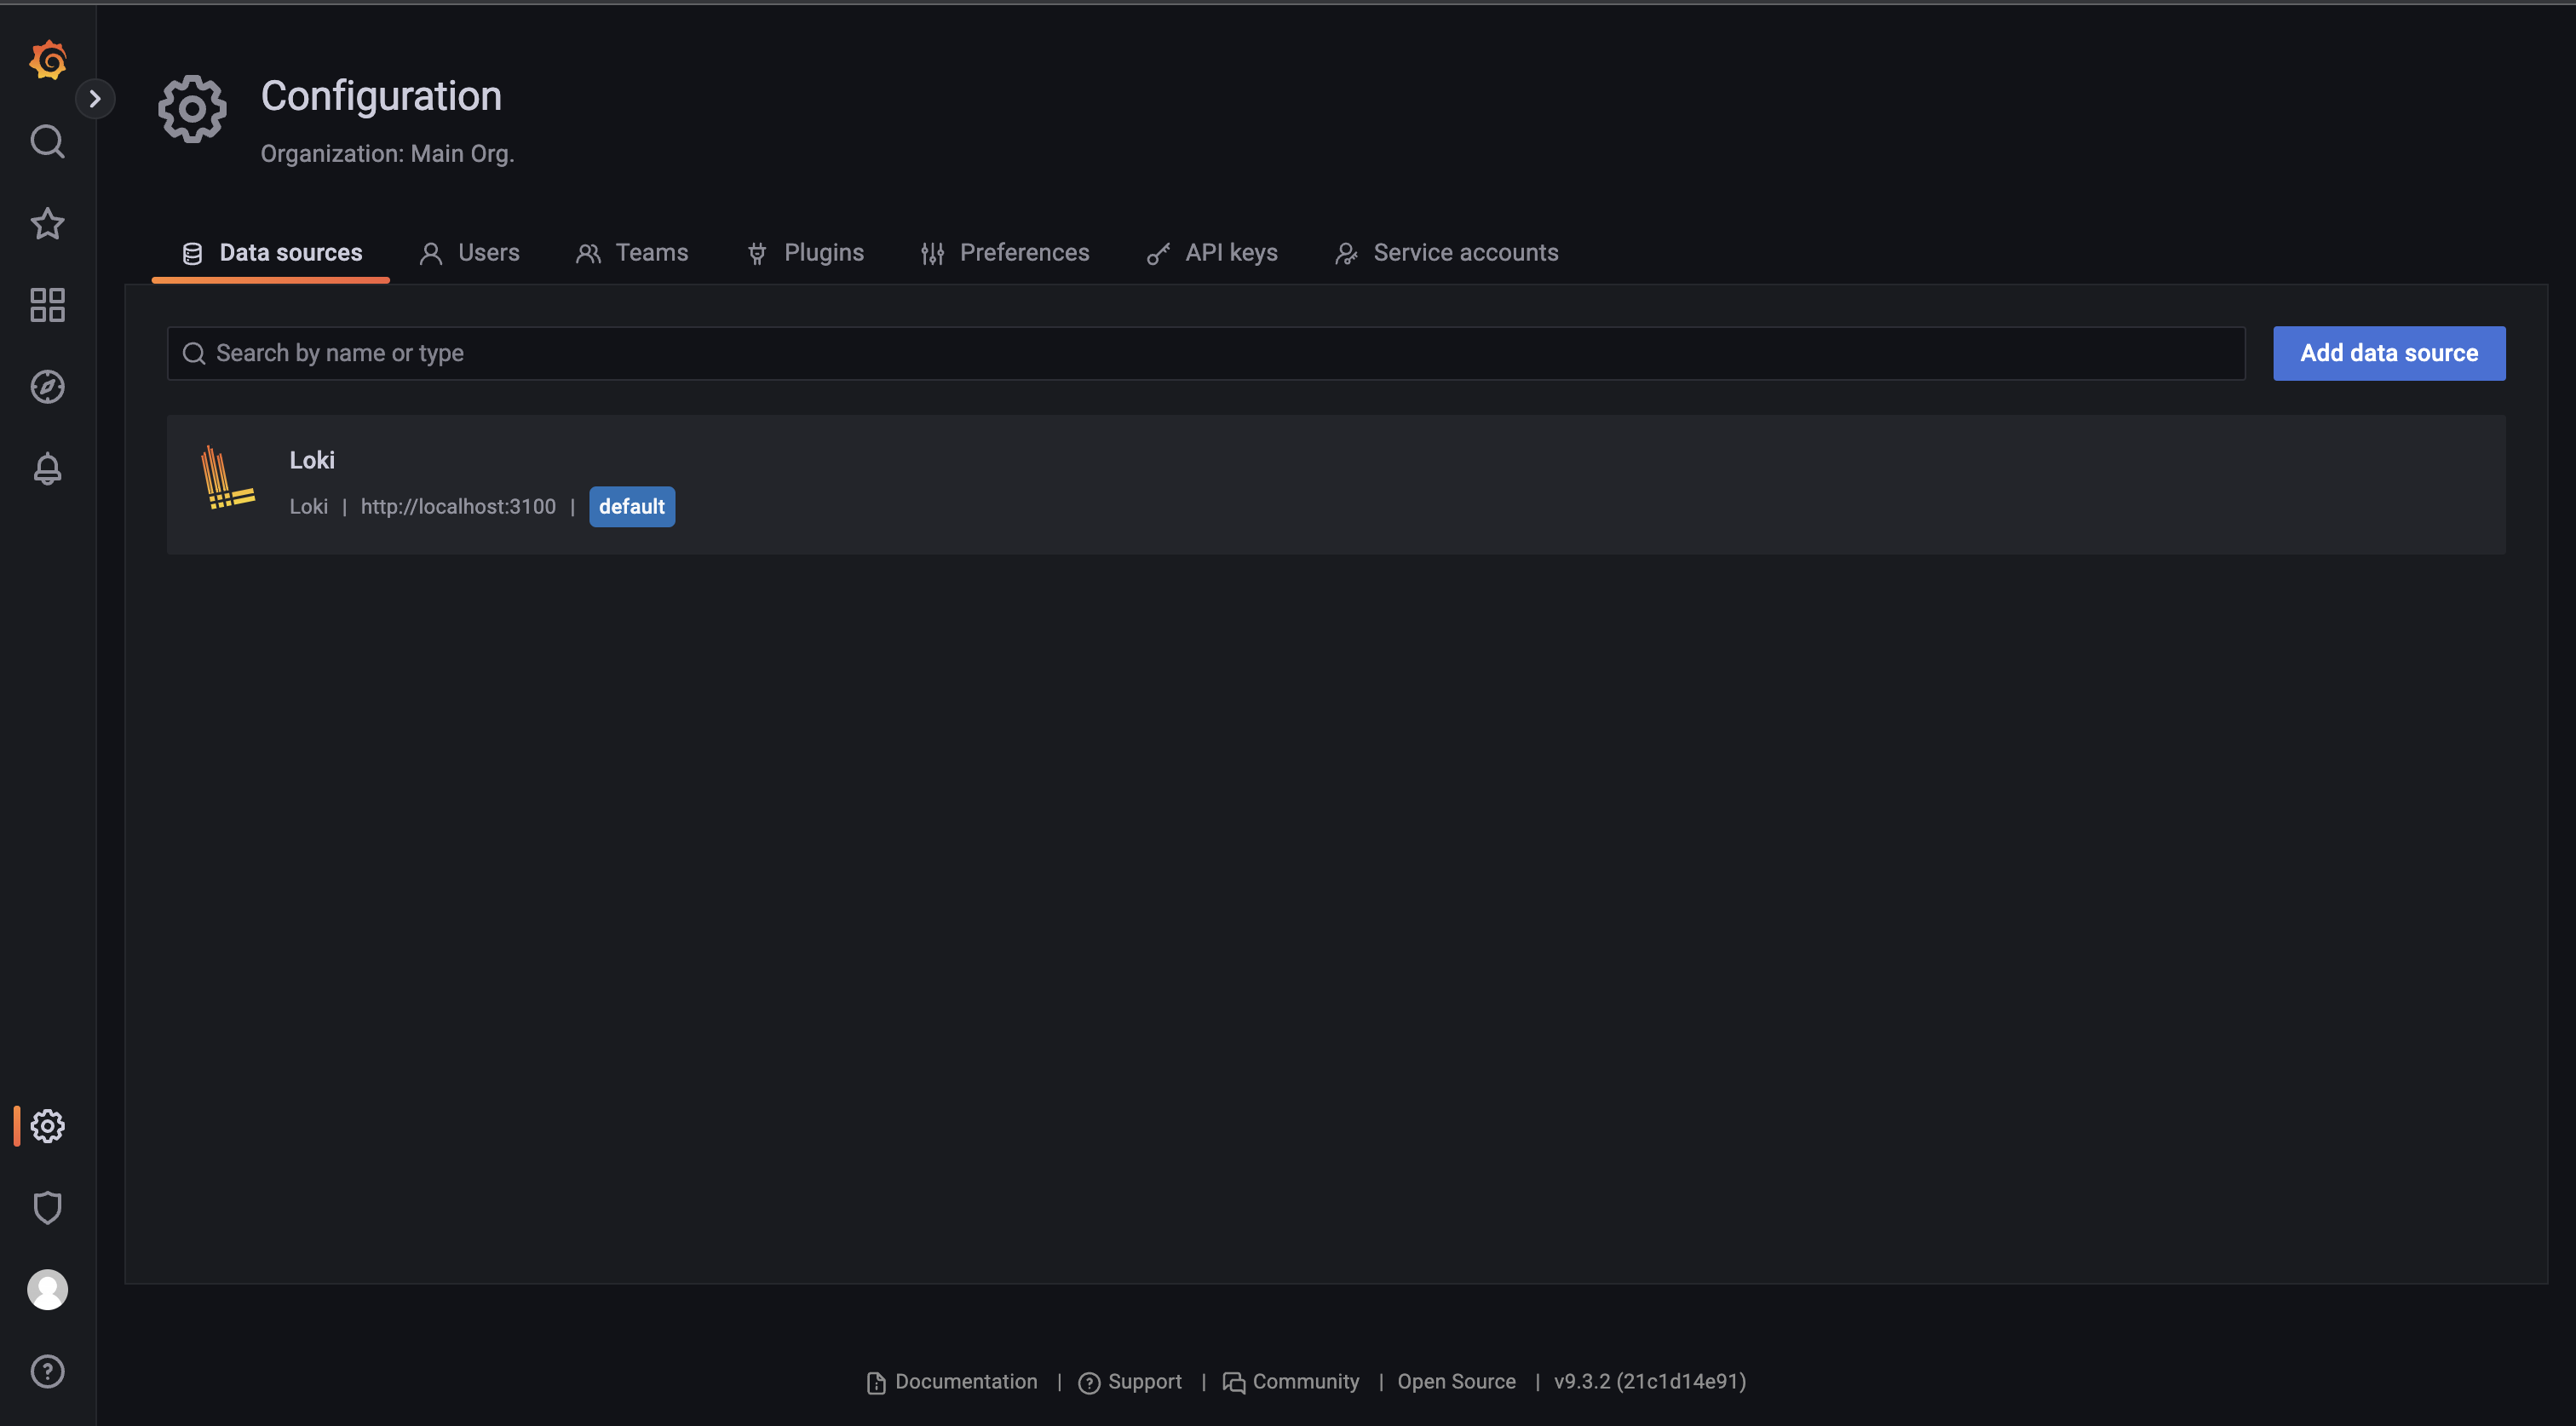 Configuration
Organization: Main Org.
Data sources Users Teams Plugins Preferences API keys Service accounts
Search by name or type Add data source
Loki
Loki | http://localhost:3100 | default
Documentation | Support | Community | Open Source | v9.3.2 (21c1d14e91)